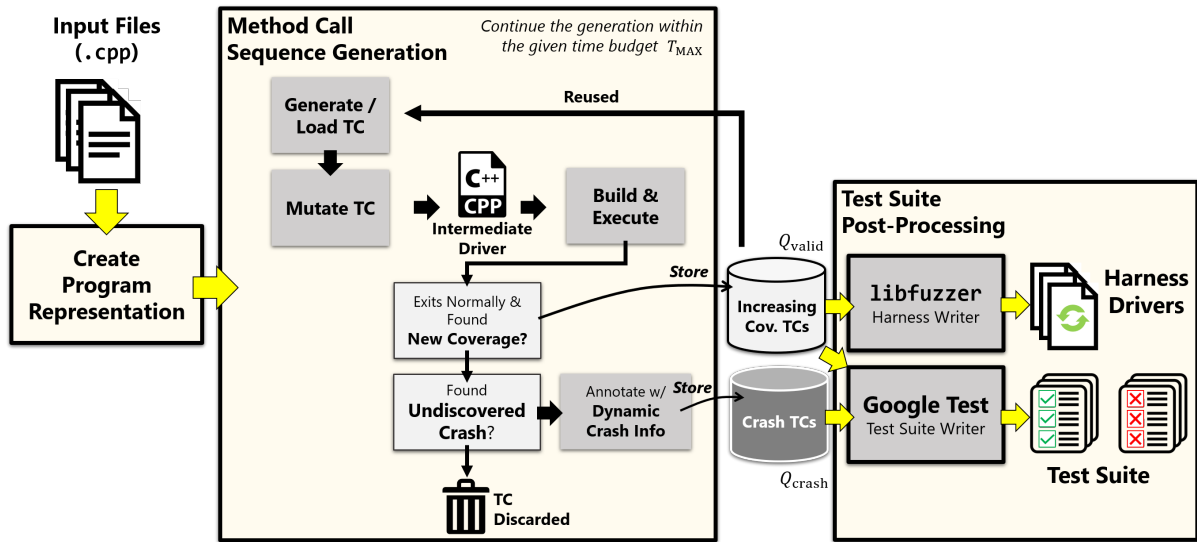 Input Files
(.cpp)
Create
Program
Representation
Method Call
Sequence Generation
Continue the generation within
the given time budget T_MAX
Generate /
Load TC
Reused
Mutate TC
C++
CPP
Intermediate
Driver
Build &
Execute
Exits Normally &
Found
New Coverage?
Store
Found
Undiscovered
Crash?
Annotate w/
Dynamic
Crash Info
Store
TC
Discarded
Q_valid
Increasing
Cov. TCs
Crash TCs
Q_crash
Test Suite
Post-Processing
libfuzzer
Harness Writer
Harness
Drivers
Google Test
Test Suite Writer
Test Suite